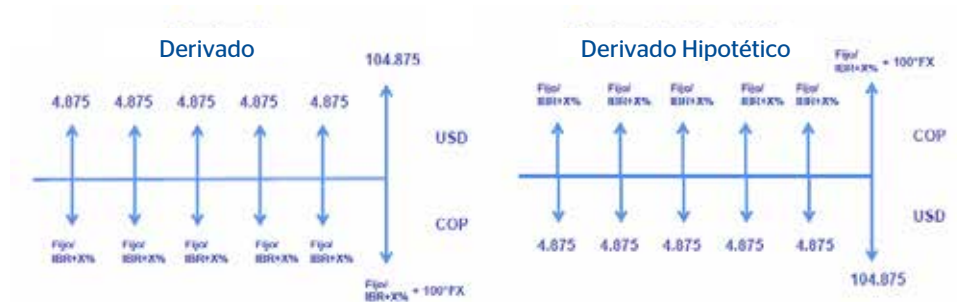 Derivado
104.875
4.875 4.875 4.875 4.875 4.875
USD
COP
Fijo/ Fijo/ Fijo/ Fijo/ Fijo/
IBR+X% IBR+X% IBR+X% IBR+X% IBR+X%
Fijo/
IBR+X% + 100*FX
Derivado Hipotético
Fijo/
IBR+X% + 100*FX
Fijo/ Fijo/ Fijo/ Fijo/ Fijo/
IBR+X% IBR+X% IBR+X% IBR+X% IBR+X%
COP
USD
4.875 4.875 4.875 4.875 4.875
104.875